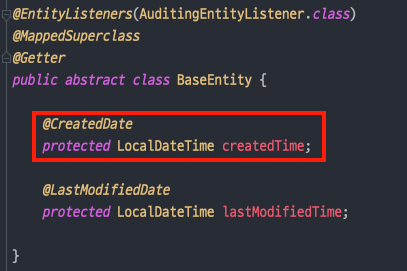 @EntityListeners(AuditingEntityListener.class)
@MappedSuperclass
@Getter
public abstract class BaseEntity {
@CreatedDate
protected LocalDateTime createdTime;
@LastModifiedDate
protected LocalDateTime lastModifiedTime;
}